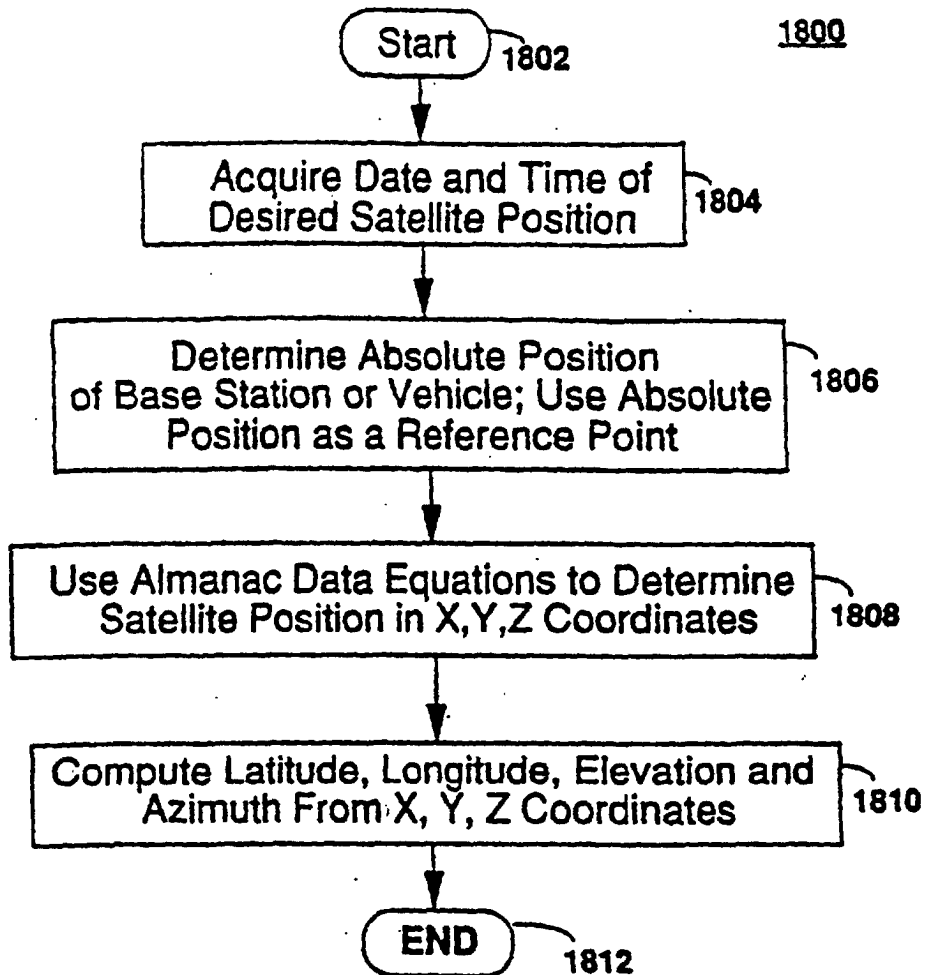 1800
Start
1802
Acquire Date and Time of
Desired Satellite Position
1804
Determine Absolute Position
of Base Station or Vehicle; Use Absolute
Position as a Reference Point
1806
Use Almanac Data Equations to Determine
Satellite Position in X,Y,Z Coordinates
1808
Compute Latitude, Longitude, Elevation and
Azimuth From X, Y, Z Coordinates
1810
END
1812